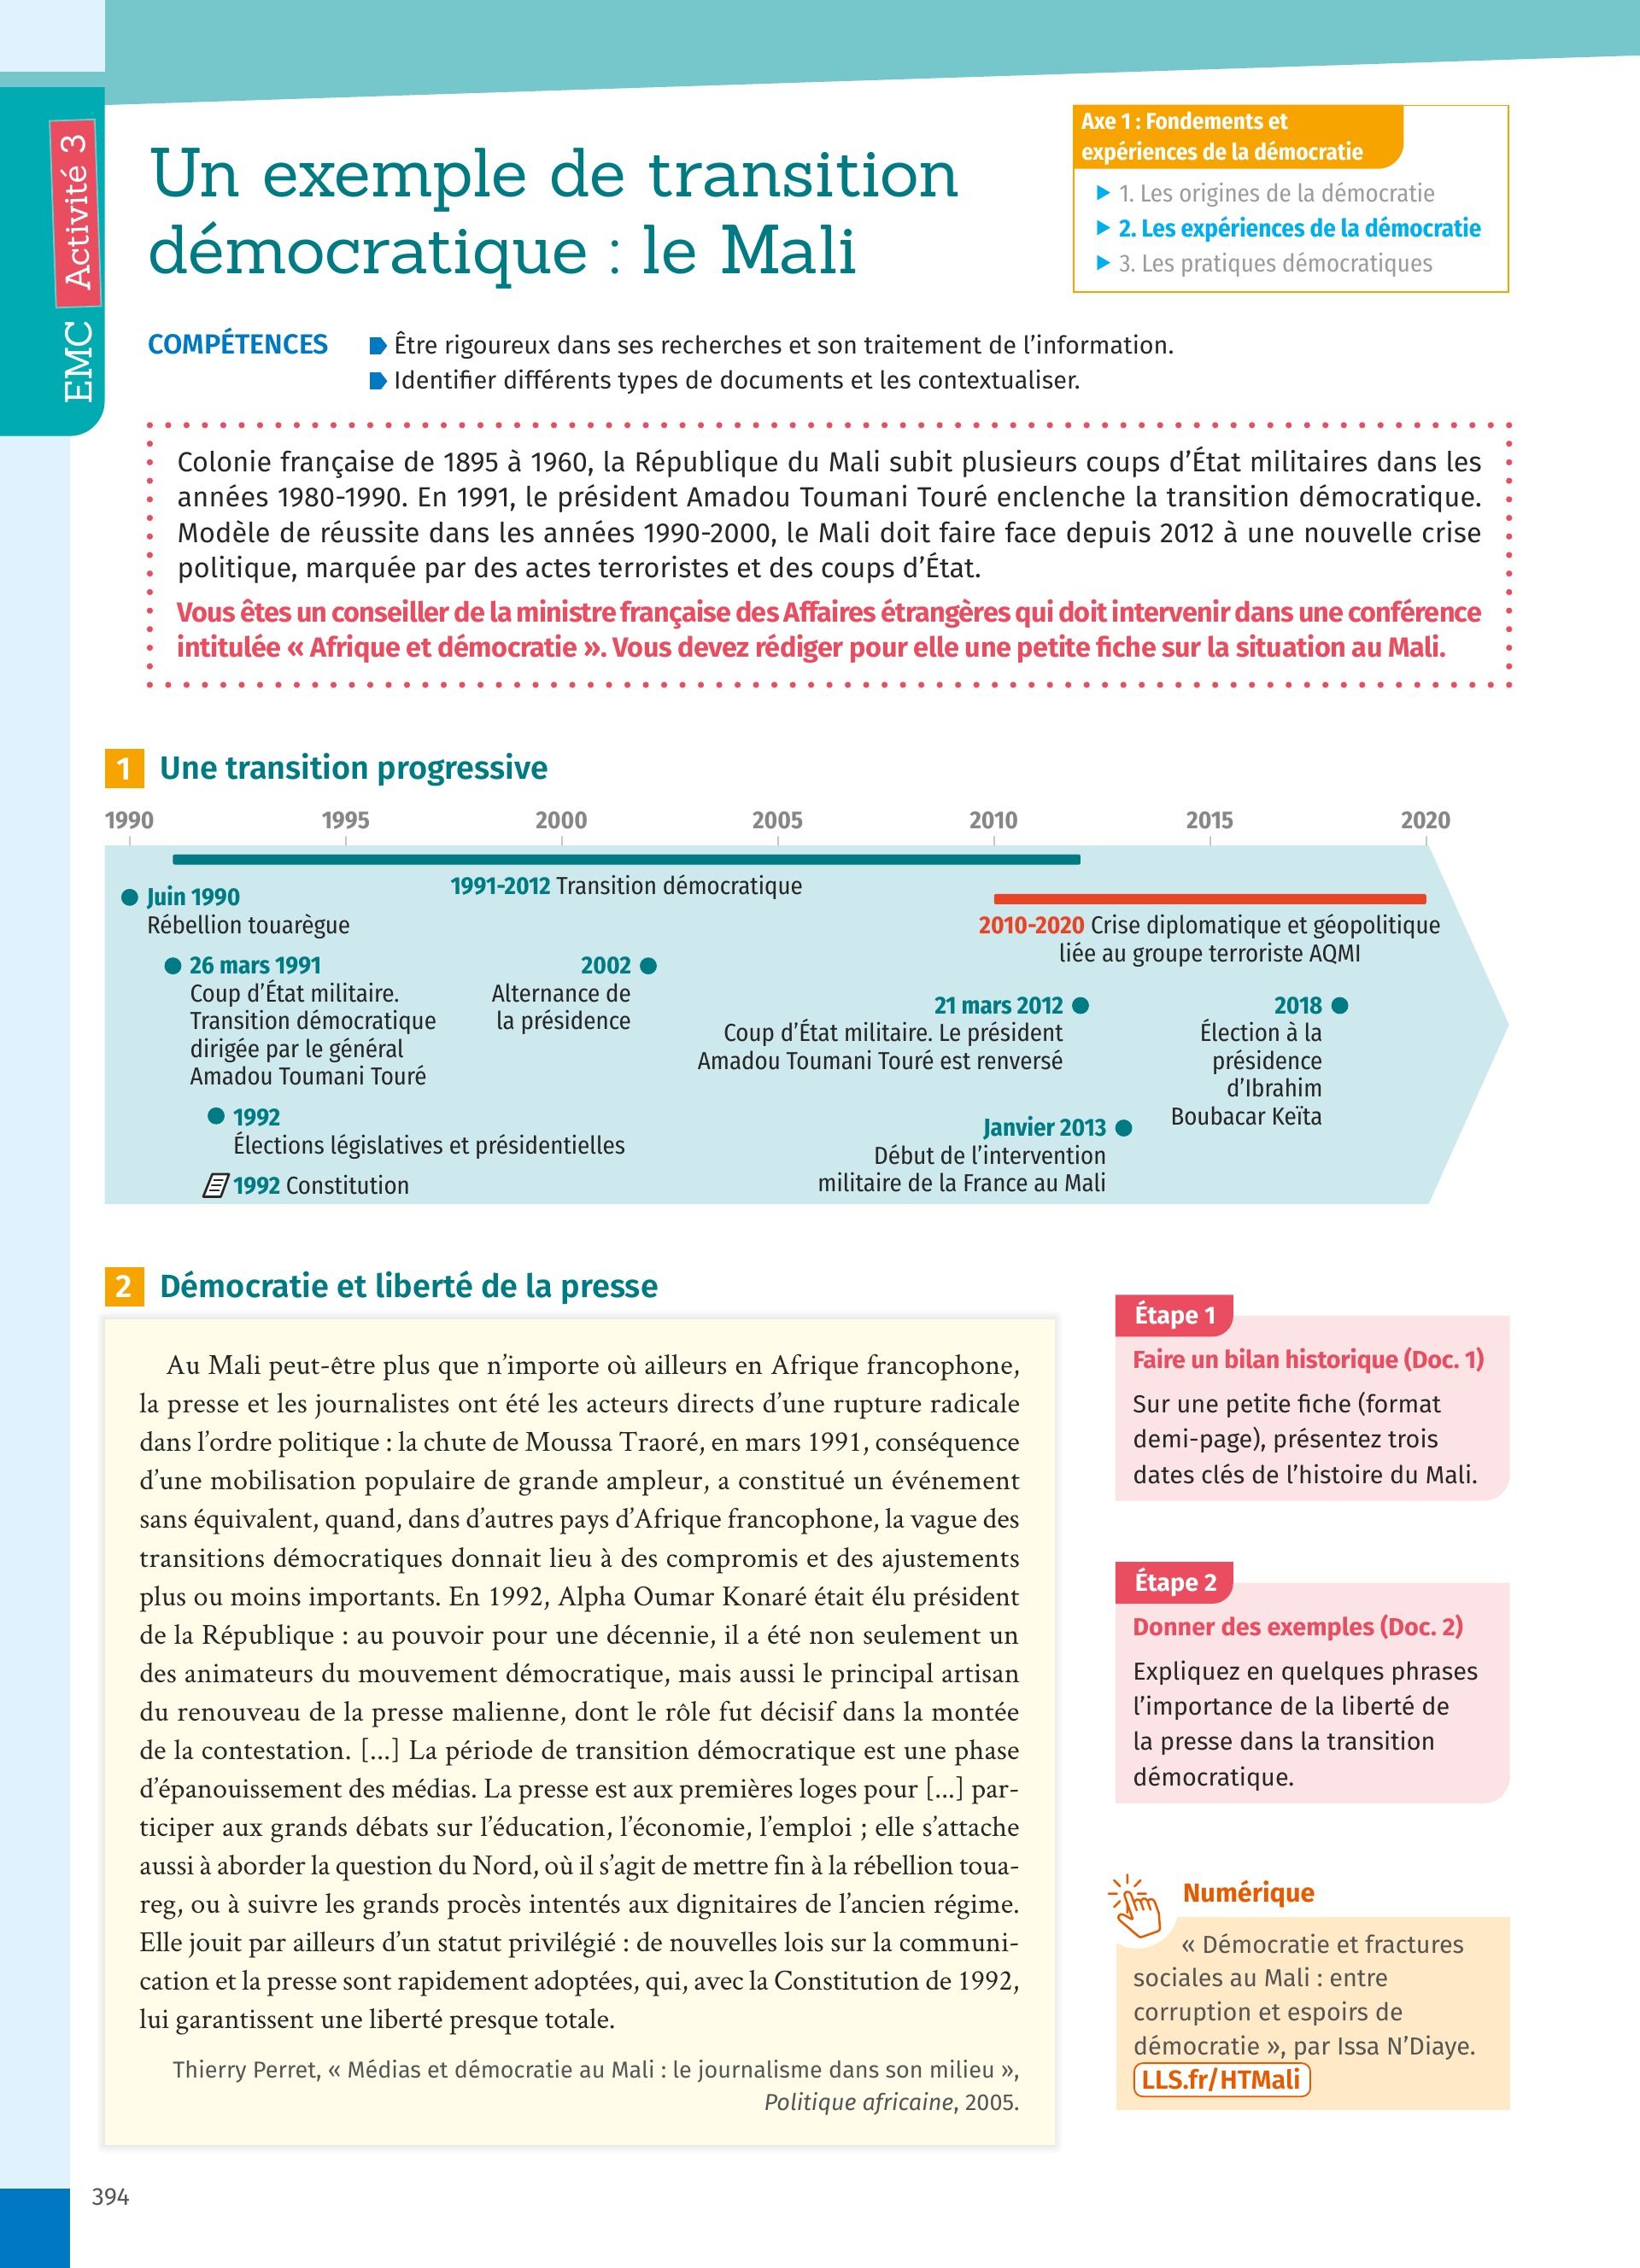 EMC Activité 3
Un exemple de transition
démocratique : le Mali
Axe 1 : Fondements et
expériences de la démocratie
1. Les origines de la démocratie
2. Les expériences de la démocratie
3. Les pratiques démocratiques
COMPÉTENCES
Être rigoureux dans ses recherches et son traitement de l’information.
Identifier différents types de documents et les contextualiser.
Colonie française de 1895 à 1960, la République du Mali subit plusieurs coups d’État militaires dans les
années 1980-1990. En 1991, le président Amadou Toumani Touré enclenche la transition démocratique.
Modèle de réussite dans les années 1990-2000, le Mali doit faire face depuis 2012 à une nouvelle crise
politique, marquée par des actes terroristes et des coups d’État.
Vous êtes un conseiller de la ministre française des Affaires étrangères qui doit intervenir dans une conférence
intitulée « Afrique et démocratie ». Vous devez rédiger pour elle une petite fiche sur la situation au Mali.
1 Une transition progressive
1990 1995 2000 2005 2010 2015 2020
1991-2012 Transition démocratique
Juin 1990
Rébellion touarègue
2010-2020 Crise diplomatique et géopolitique
liée au groupe terroriste AQMI
26 mars 1991
Coup d’État militaire.
Transition démocratique
dirigée par le général
Amadou Toumani Touré
2002
Alternance de
la présidence
21 mars 2012
Coup d’État militaire. Le président
Amadou Toumani Touré est renversé
2018
Élection à la
présidence
d’Ibrahim
Boubacar Keïta
1992
Élections législatives et présidentielles
1992 Constitution
Janvier 2013
Début de l’intervention
militaire de la France au Mali
2 Démocratie et liberté de la presse
Au Mali peut-être plus que n’importe où ailleurs en Afrique francophone,
la presse et les journalistes ont été les acteurs directs d’une rupture radicale
dans l’ordre politique : la chute de Moussa Traoré, en mars 1991, conséquence
d’une mobilisation populaire de grande ampleur, a constitué un événement
sans équivalent, quand, dans d’autres pays d’Afrique francophone, la vague des
transitions démocratiques donnait lieu à des compromis et des ajustements
plus ou moins importants. En 1992, Alpha Oumar Konaré était élu président
de la République : au pouvoir pour une décennie, il a été non seulement un
des animateurs du mouvement démocratique, mais aussi le principal artisan
du renouveau de la presse malienne, dont le rôle fut décisif dans la montée
de la contestation. [...] La période de transition démocratique est une phase
d’épanouissement des médias. La presse est aux premières loges pour [...] par-
ticiper aux grands débats sur l’éducation, l’économie, l’emploi ; elle s’attache
aussi à aborder la question du Nord, où il s’agit de mettre fin à la rébellion toua-
reg, ou à suivre les grands procès intentés aux dignitaires de l’ancien régime.
Elle jouit par ailleurs d’un statut privilégié : de nouvelles lois sur la communi-
cation et la presse sont rapidement adoptées, qui, avec la Constitution de 1992,
lui garantissent une liberté presque totale.
Thierry Perret, « Médias et démocratie au Mali : le journalisme dans son milieu »,
Politique africaine, 2005.
Étape 1
Faire un bilan historique (Doc. 1)
Sur une petite fiche (format
demi-page), présentez trois
dates clés de l’histoire du Mali.
Étape 2
Donner des exemples (Doc. 2)
Expliquez en quelques phrases
l’importance de la liberté de
la presse dans la transition
démocratique.
Numérique
« Démocratie et fractures
sociales au Mali : entre
corruption et espoirs de
démocratie », par Issa N’Diaye.
LLS.fr/HTMali
394